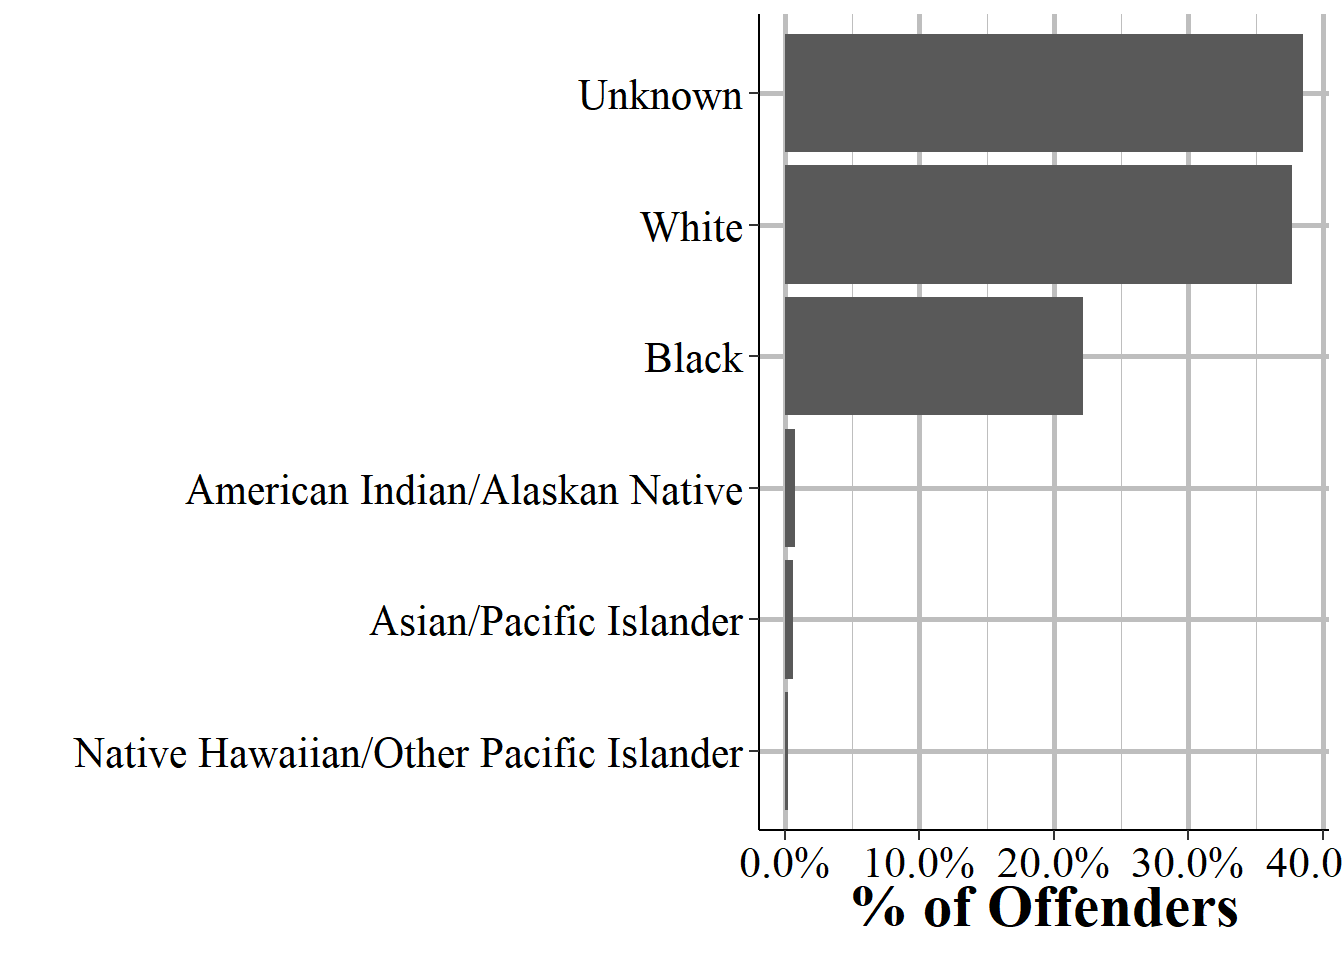 Unknown
White
Black
American Indian/Alaskan Native
Asian/Pacific Islander
Native Hawaiian/Other Pacific Islander
0.0% 10.0% 20.0% 30.0% 40.0
% of Offenders